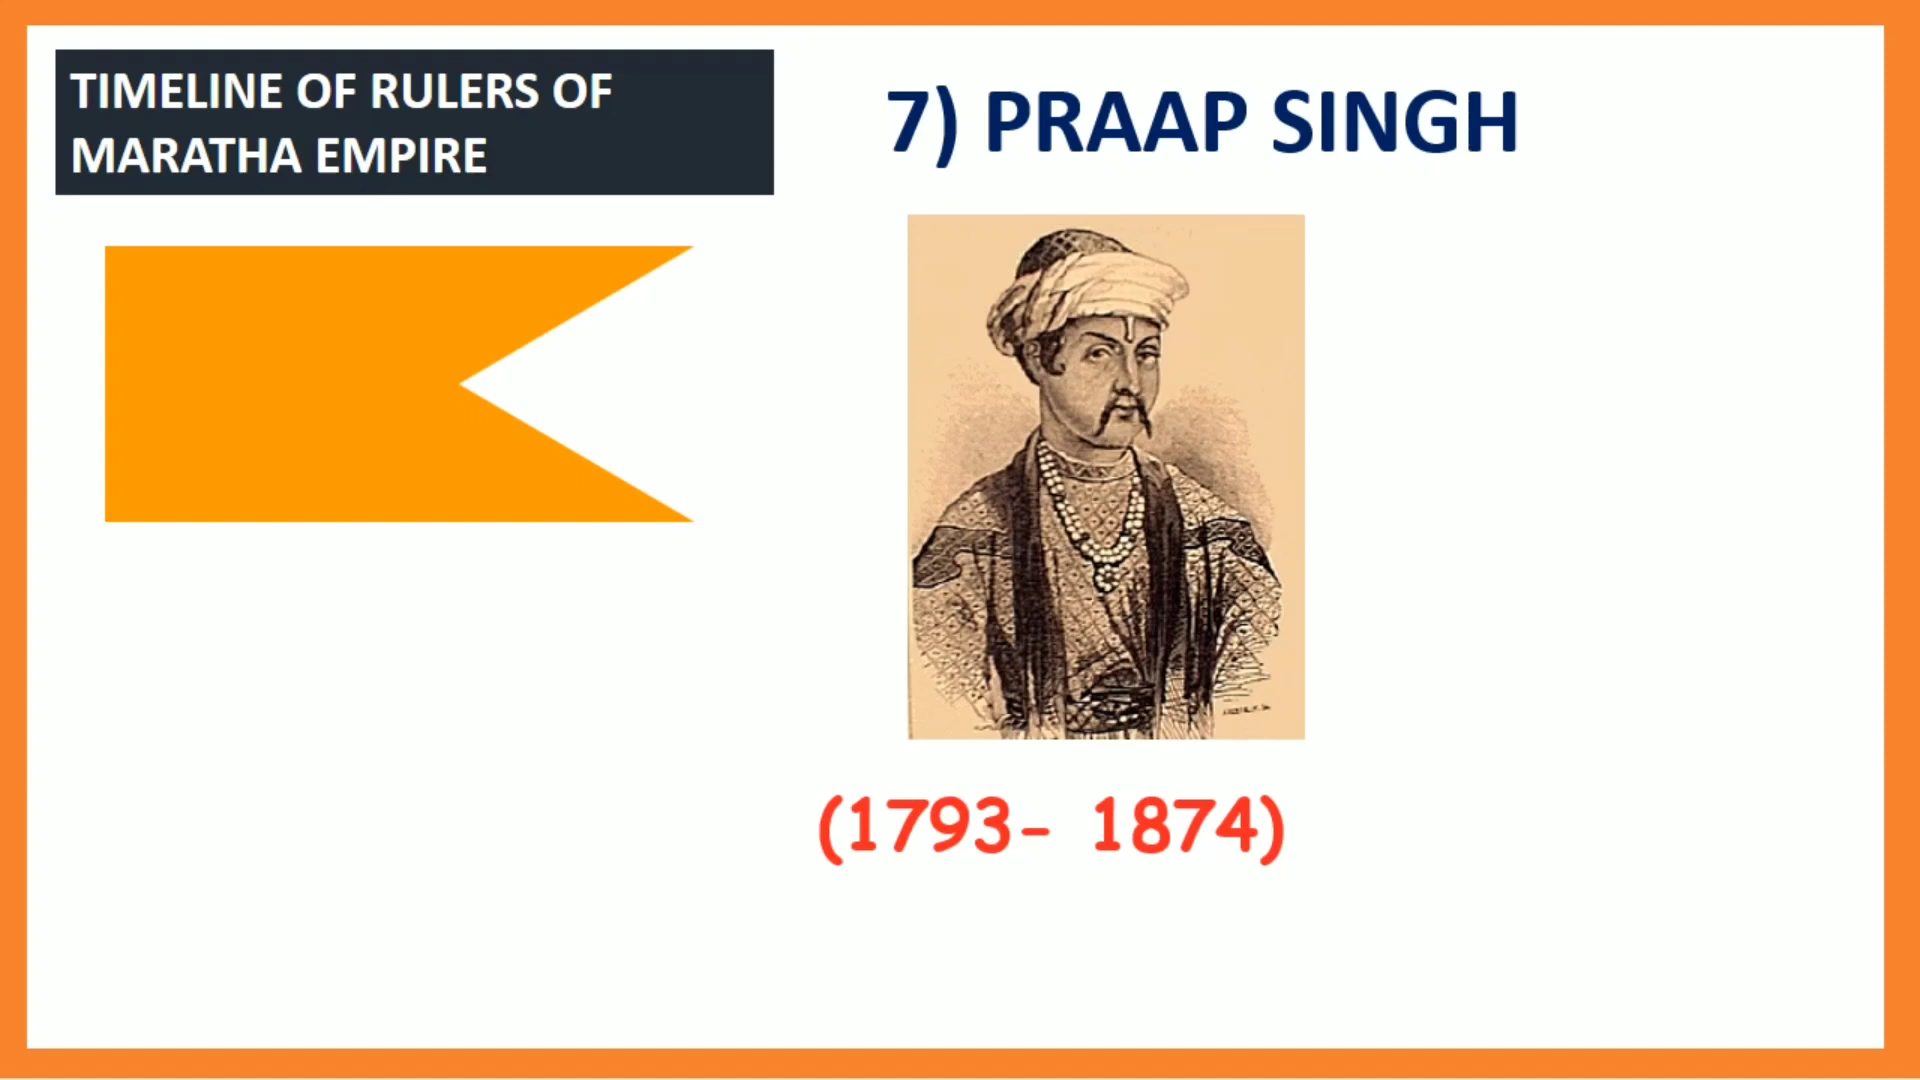 TIMELINE OF RULERS OF
MARATHA EMPIRE
7) PRAAP SINGH
(1793- 1874)